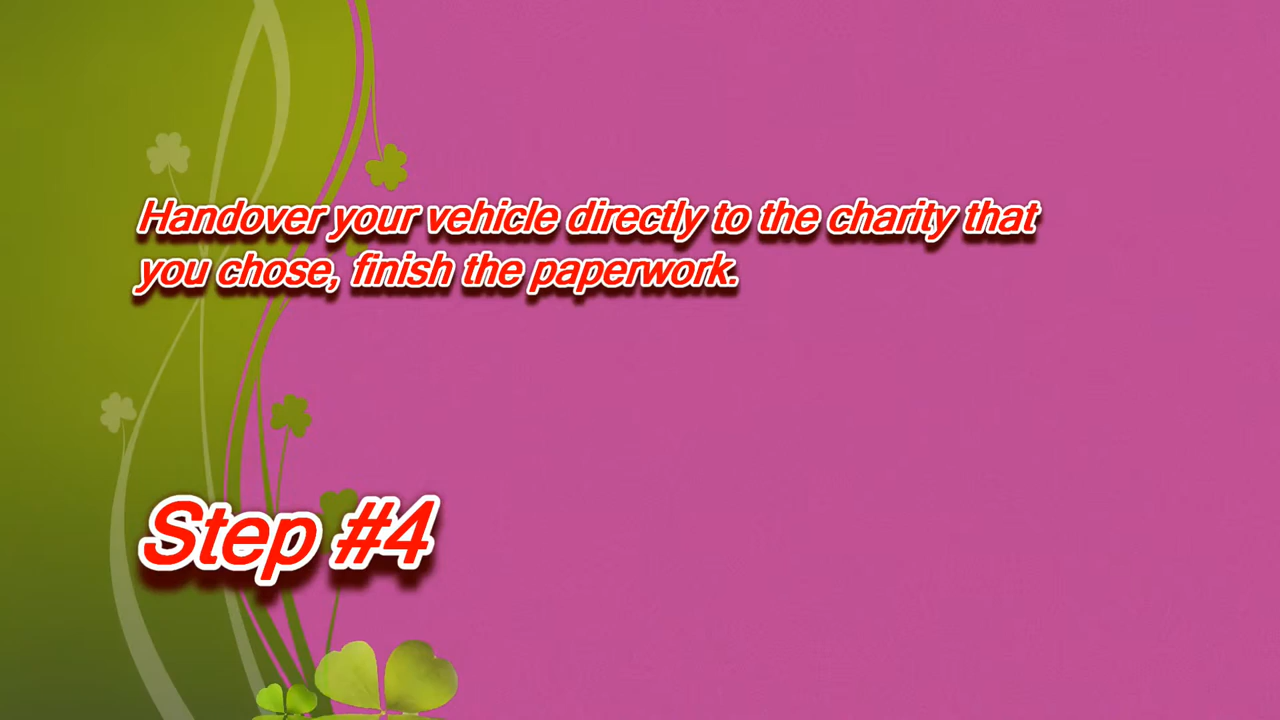 Handover your vehicle directly to the charity that
you chose, finish the paperwork.
Step #4